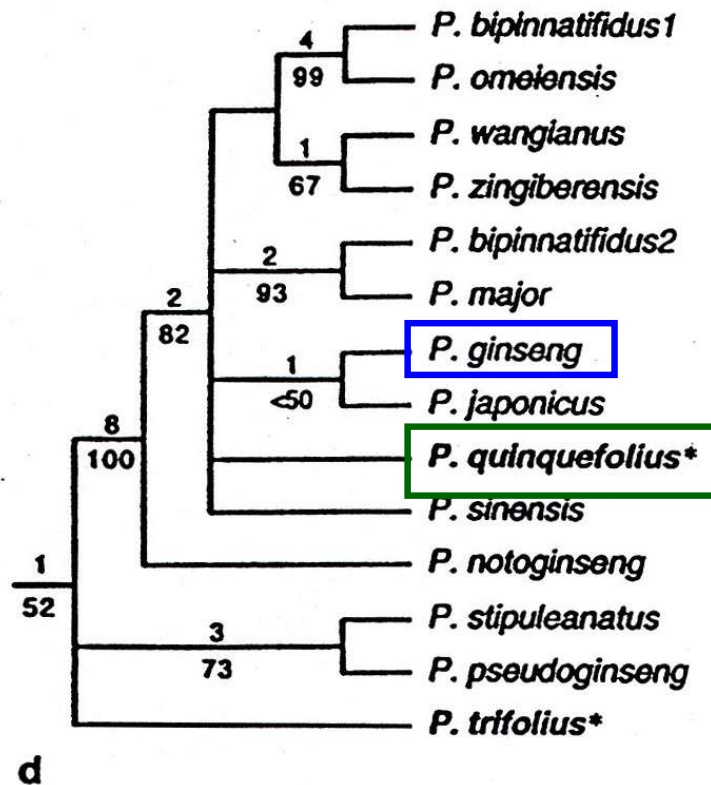 P. bipinnatifidus1
4
99
P. omeiensis
P. wangianus
1
67
P. zingiberensis
P. bipinnatifidus2
2
93
P. major
2
82
P. ginseng
1
<50
P. japonicus
8
100
P. quinquefolius*
P. sinensis
P. notoginseng
1
52
P. stipuleanatus
3
73
P. pseudoginseng
P. trifolius*
d